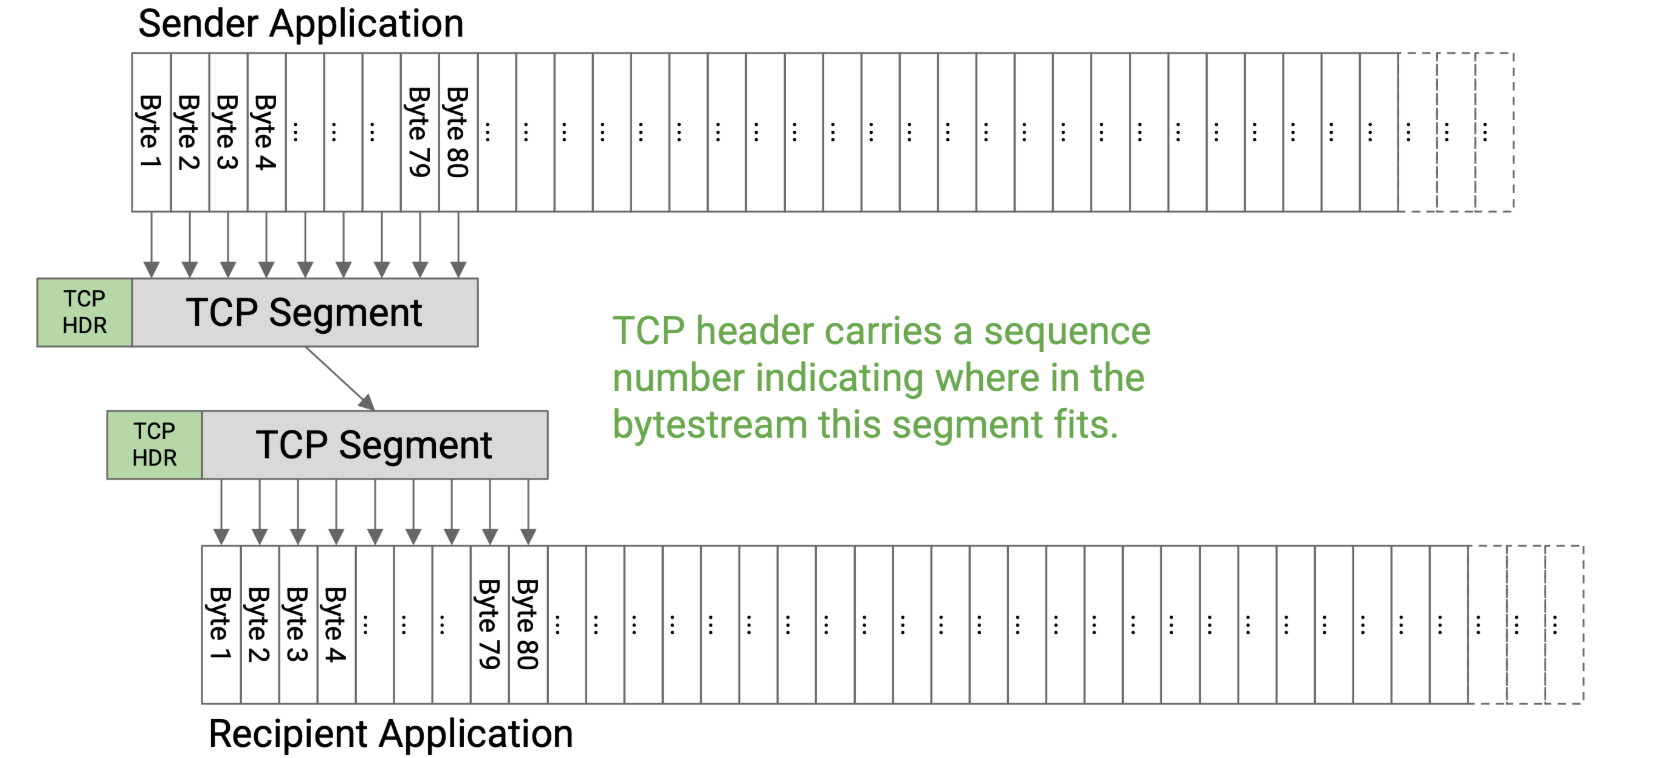 Sender Application
Byte 1 Byte 2 Byte 3 Byte 4 ... ... ... Byte 79 Byte 80 ... ... ... ... ... ... ... ... ... ... ... ... ... ... ... ... ... ... ... ... ... ... ... ... ... ... ...
TCP
HDR
TCP Segment
TCP header carries a sequence
number indicating where in the
bytestream this segment fits.
TCP
HDR
TCP Segment
Byte 1 Byte 2 Byte 3 Byte 4 ... ... ... Byte 79 Byte 80 ... ... ... ... ... ... ... ... ... ... ... ... ... ... ... ... ... ... ... ... ... ... ... ... ... ... ...
Recipient Application